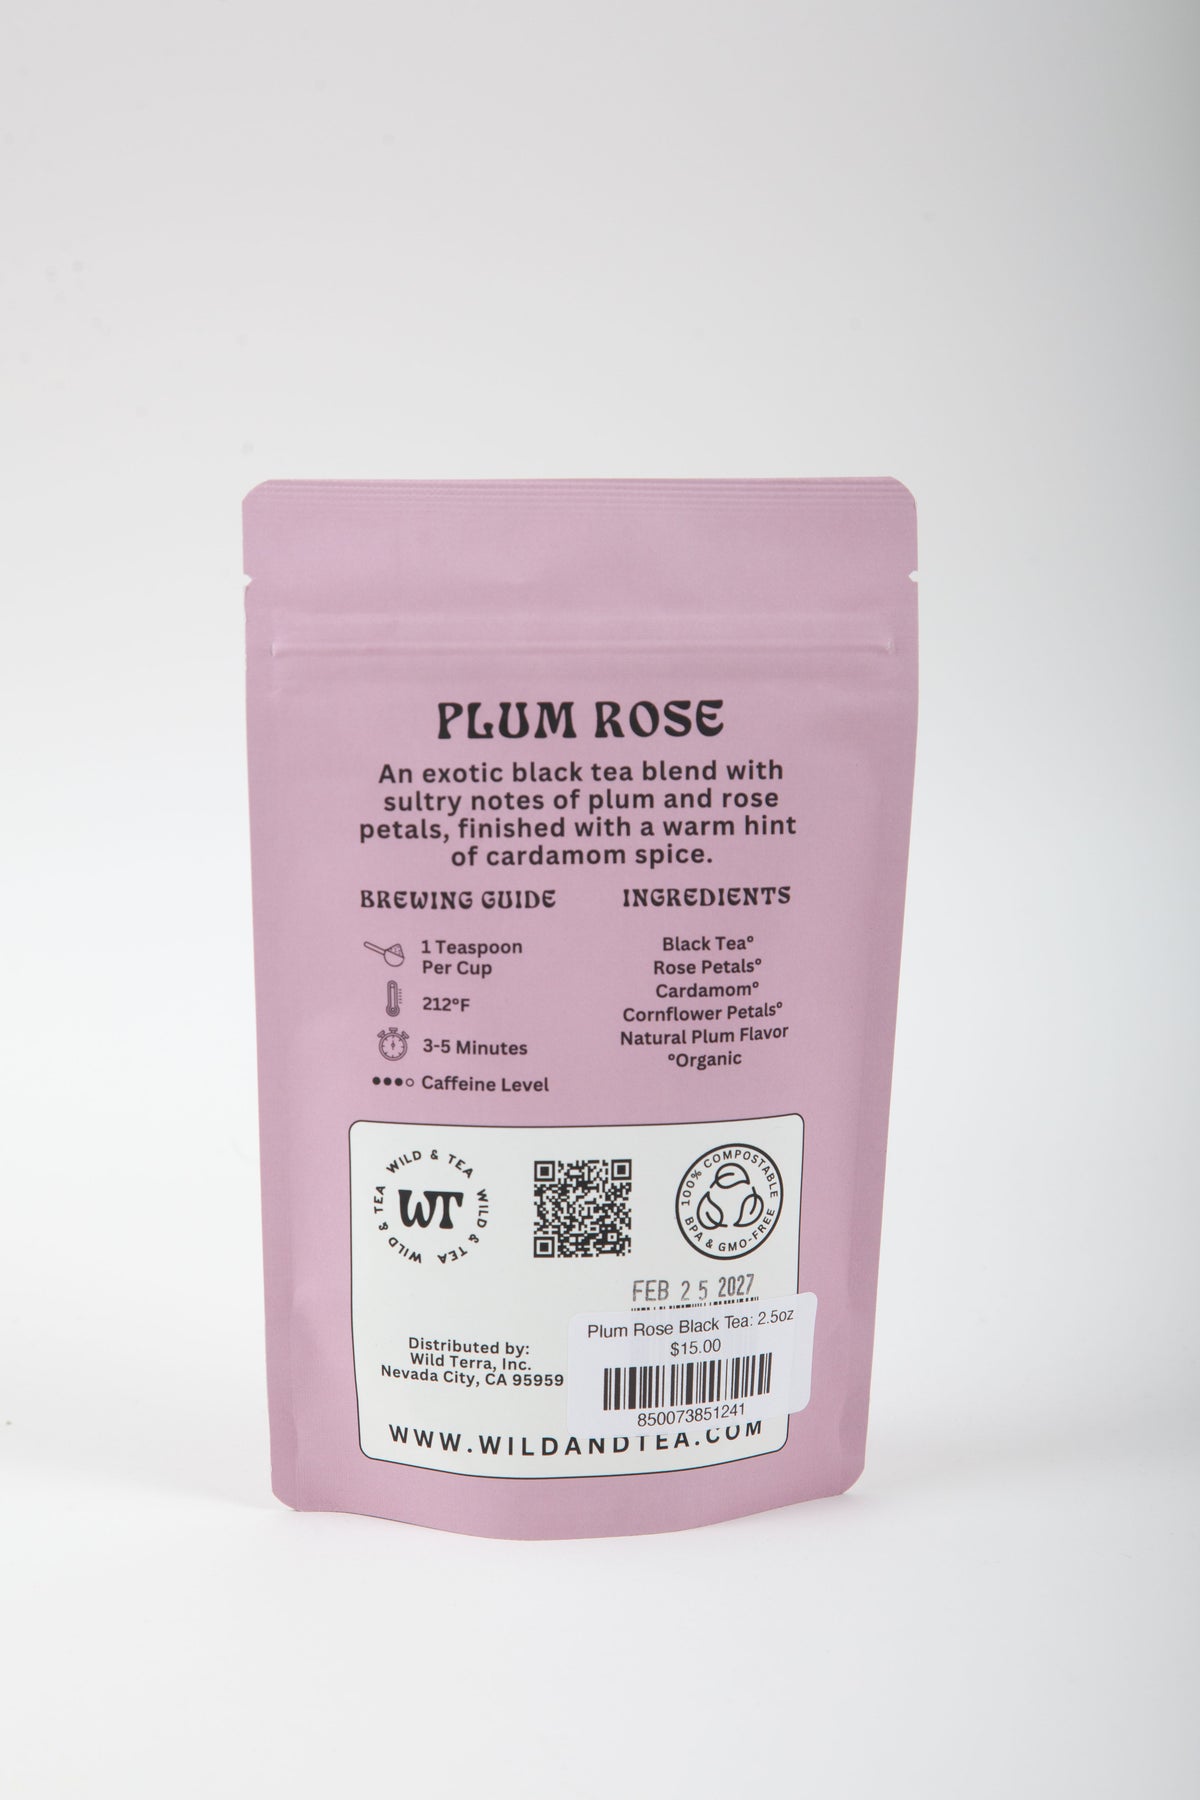 PLUM ROSE
An exotic black tea blend with
sultry notes of plum and rose
petals, finished with a warm hint
of cardamom spice.
BREWING GUIDE
1 Teaspoon
Per Cup
212°F
3-5 Minutes
Caffeine Level
INGREDIENTS
Black Tea°
Rose Petals°
Cardamom°
Cornflower Petals°
Natural Plum Flavor
°Organic
WILD & TEA WILD & TEA WILD & TEA
WT
100% COMPOSTABLE
BPA & GMO-FREE
FEB 25 2027
Plum Rose Black Tea: 2.5oz
$15.00
850073851241
Distributed by:
Wild Terra, Inc.
Nevada City, CA 95959
WWW.WILDANDTEA.COM